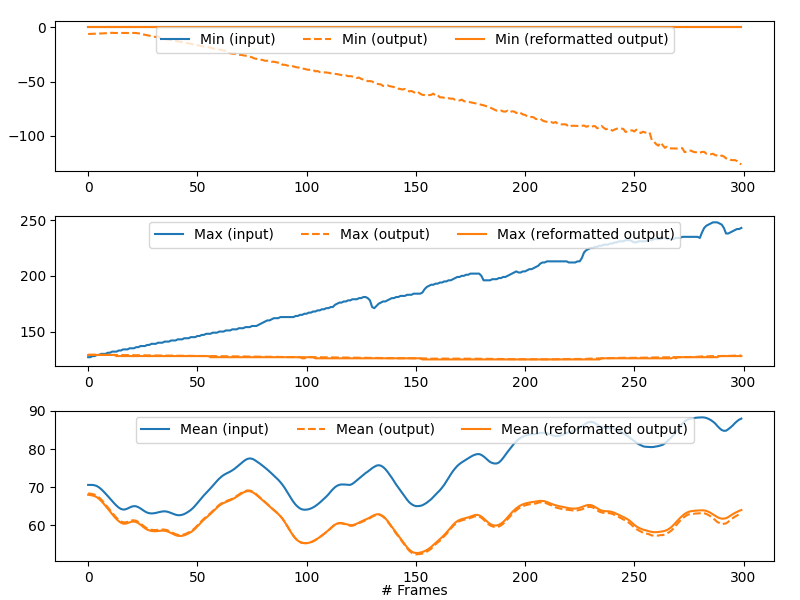 0
−50
−100
Min (input) Min (output) Min (reformatted output)
0 50 100 150 200 250 300
250
200
150
Max (input) Max (output) Max (reformatted output)
0 50 100 150 200 250 300
90
80
70
60
Mean (input) Mean (output) Mean (reformatted output)
0 50 100 150 200 250 300
# Frames